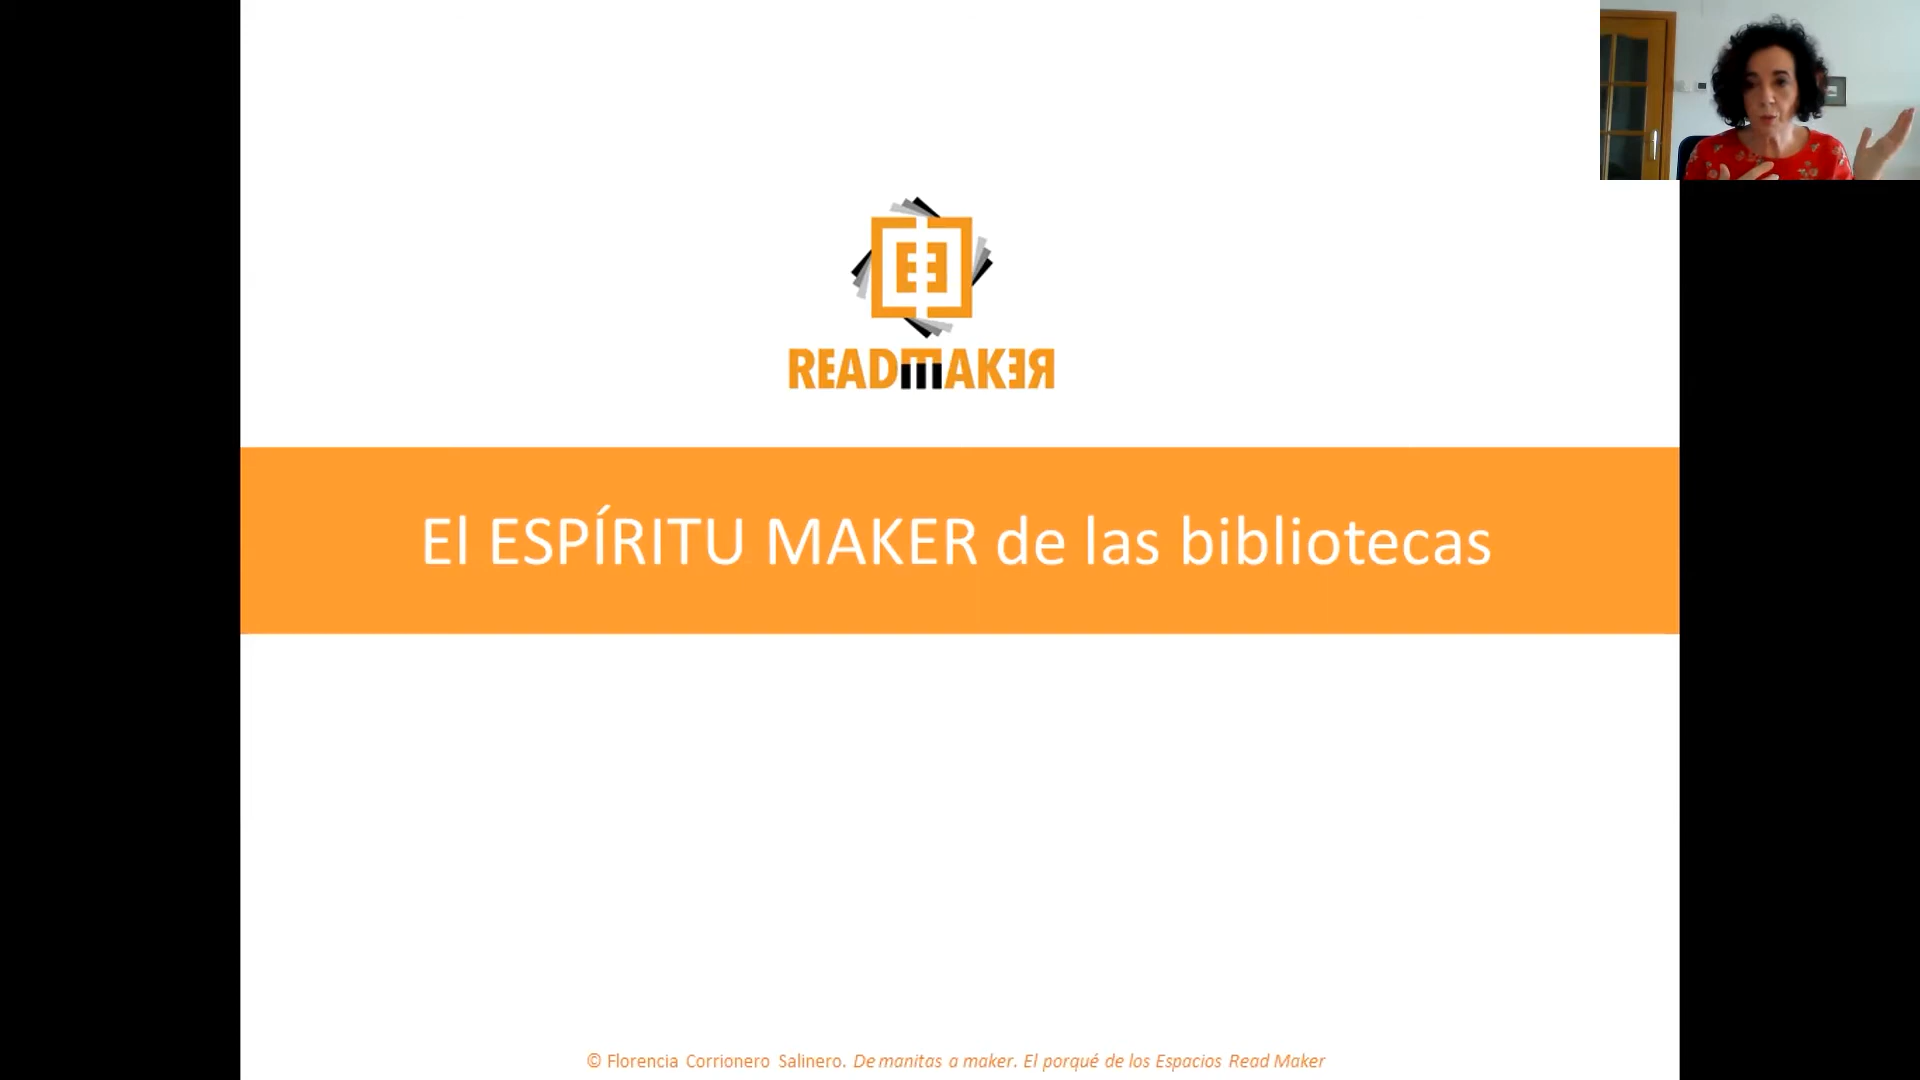 READMAKER
El ESPÍRITU MAKER de las bibliotecas
© Florencia Corrionero Salinero. De manitas a maker. El porqué de los Espacios Read Maker